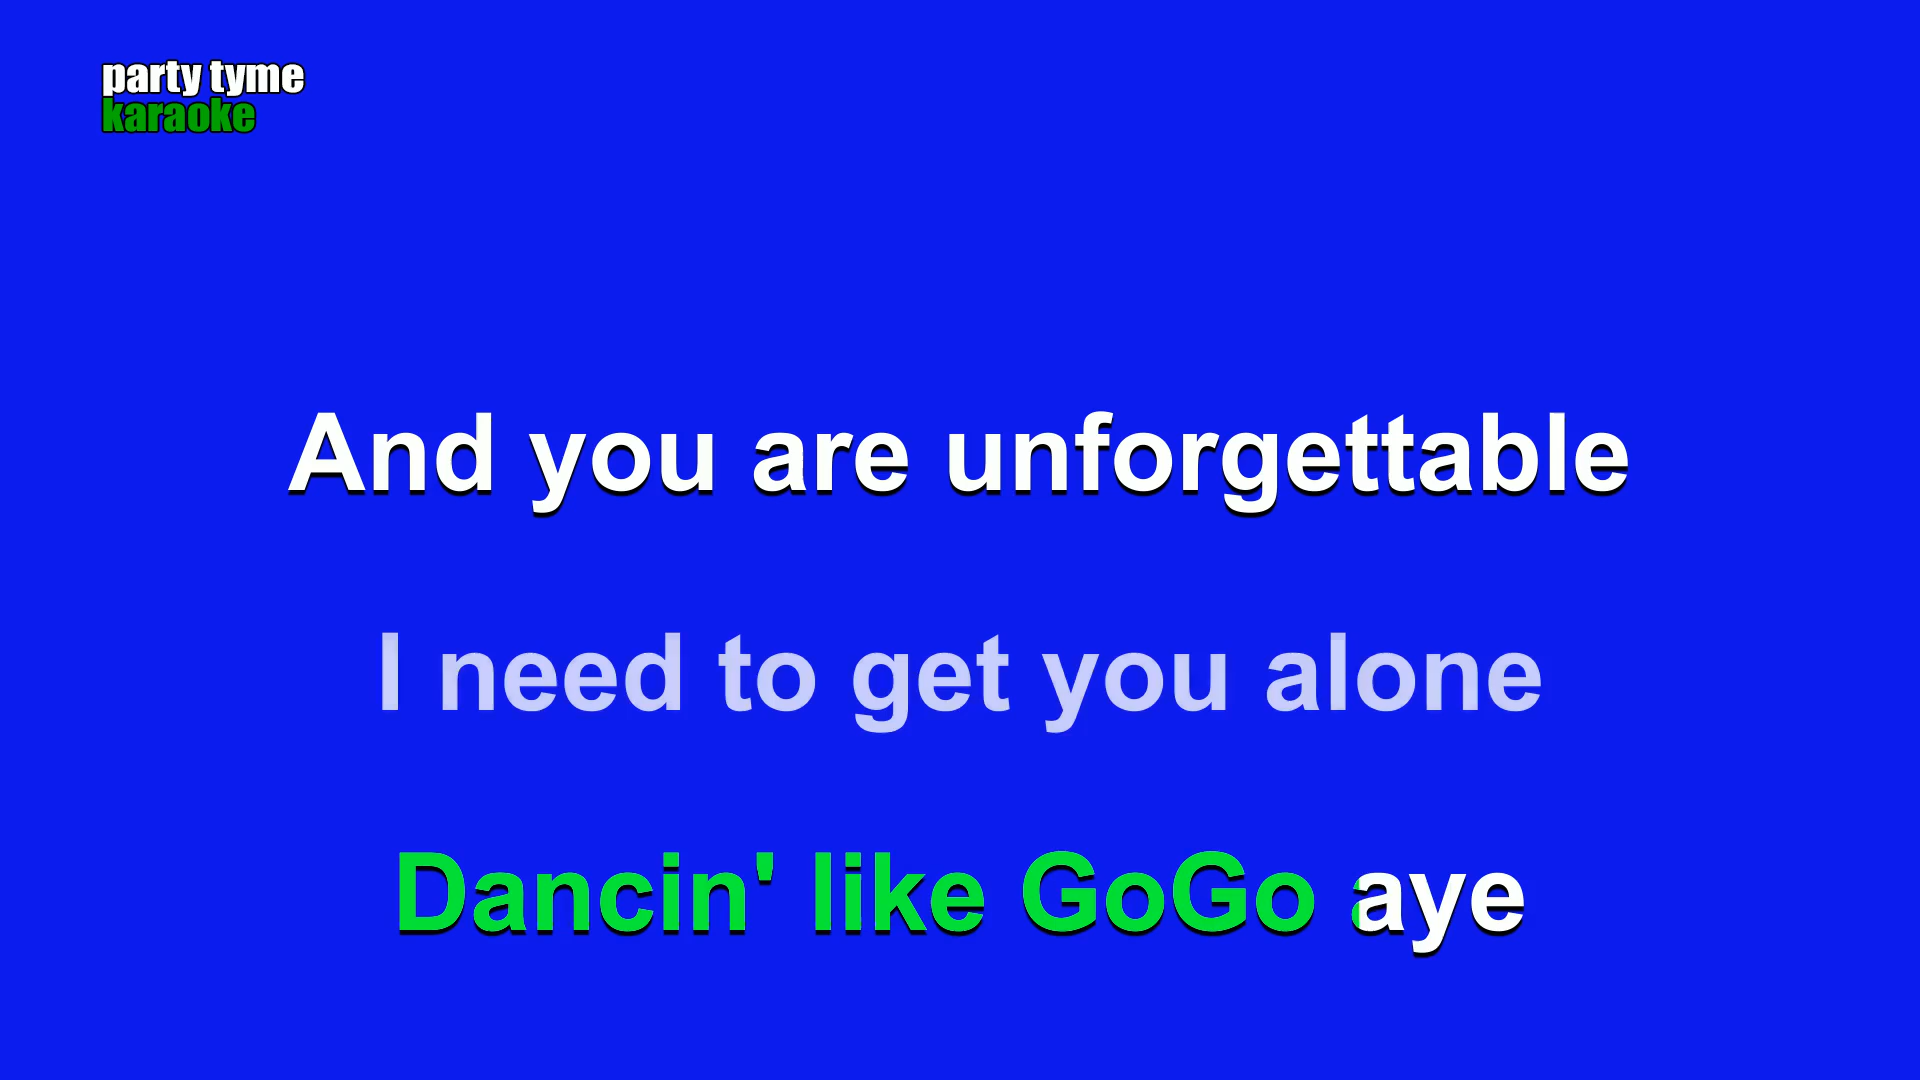 party tyme
karaoke
And you are unforgettable
I need to get you alone
Dancin' like GoGo aye